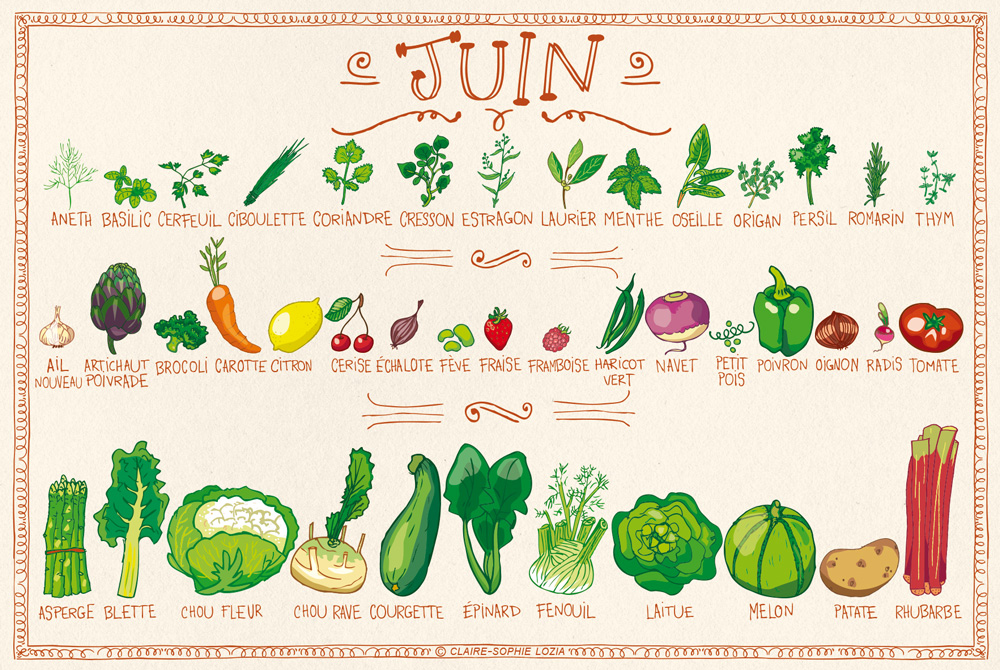 JUIN
ANETH BASILIC CERFEUIL CIBOULETTE CORIANDRE CRESSON ESTRAGON LAURIER MENTHE OSEILLE ORIGAN PERSIL ROMARIN THYM
AIL NOUVEAU ARTICHAUT POIVRADE BROCOLI CAROTTE CITRON CERISE ÉCHALOTE FÈVE FRAISE FRAMBOISE HARICOT VERT NAVET PETIT POIS POIVRON OIGNON RADIS TOMATE
ASPERGE BLETTE CHOU FLEUR CHOU RAVE COURGETTE ÉPINARD FENOUIL LAITUE MELON PATATE RHUBARBE
© CLAIRE-SOPHIE LOZIA